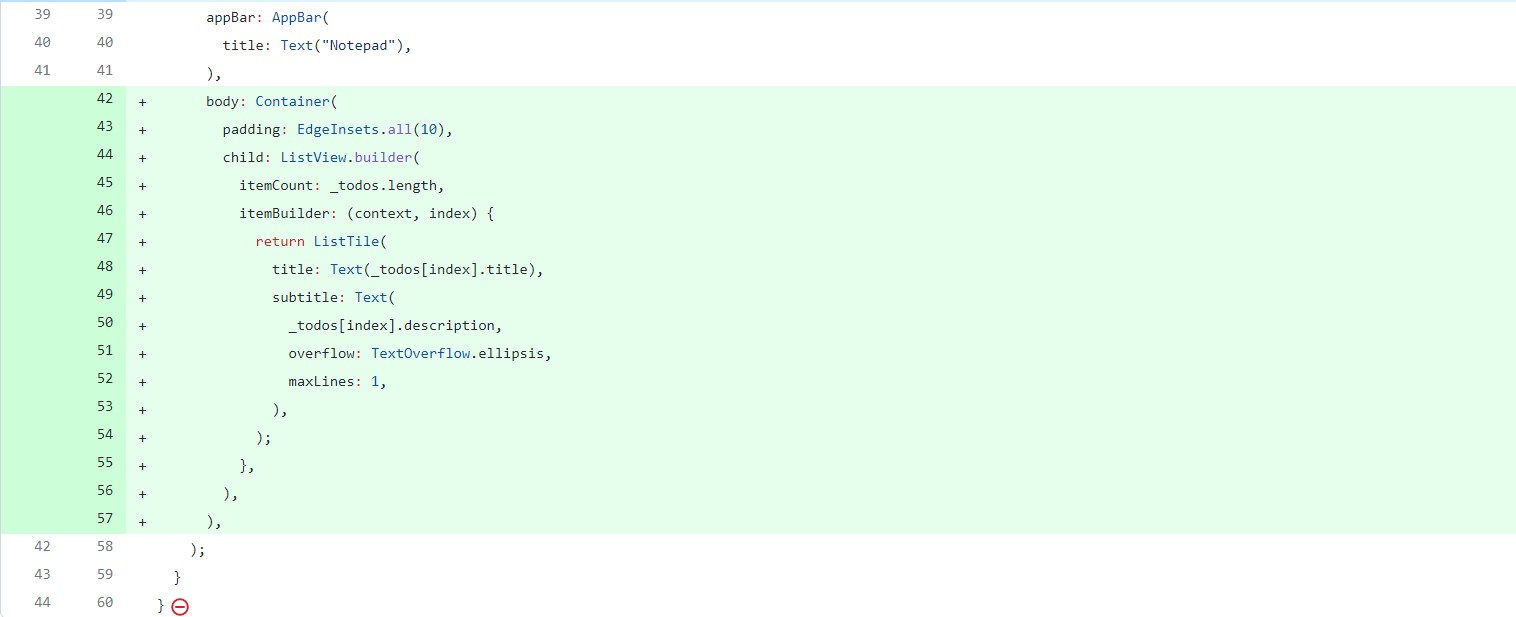 39 39 appBar: AppBar(
40 40 title: Text("Notepad"),
41 41 ),
42 + body: Container(
43 + padding: EdgeInsets.all(10),
44 + child: ListView.builder(
45 + itemCount: _todos.length,
46 + itemBuilder: (context, index) {
47 + return ListTile(
48 + title: Text(_todos[index].title),
49 + subtitle: Text(
50 + _todos[index].description,
51 + overflow: TextOverflow.ellipsis,
52 + maxLines: 1,
53 + ),
54 + );
55 + },
56 + ),
57 + ),
42 58 );
43 59 }
44 60 }